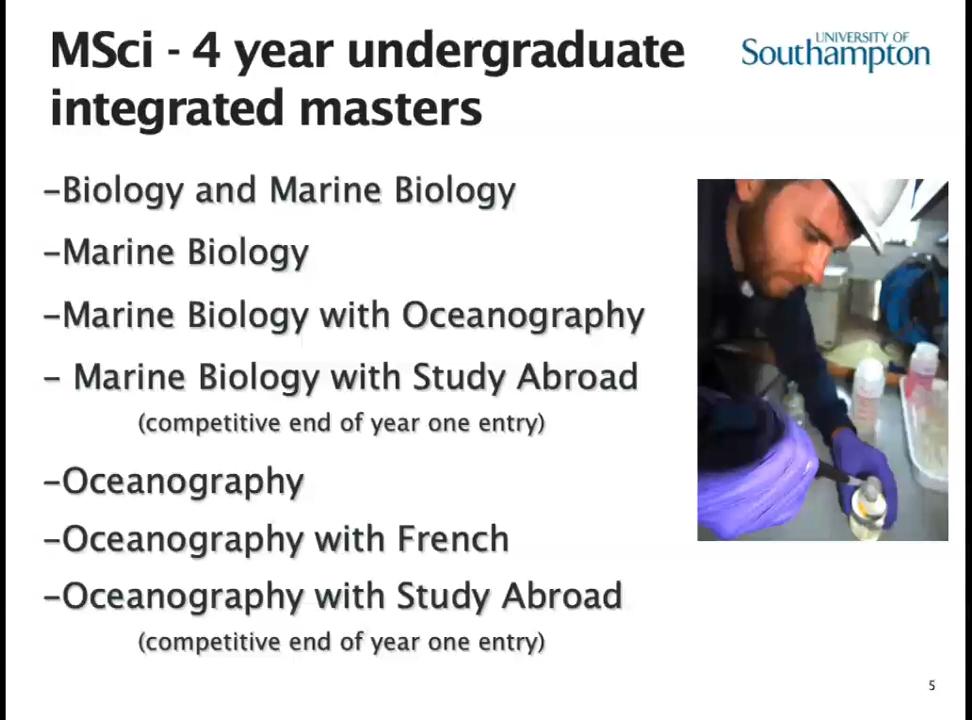 MSci - 4 year undergraduate
integrated masters
UNIVERSITY OF
Southampton
-Biology and Marine Biology
-Marine Biology
-Marine Biology with Oceanography
- Marine Biology with Study Abroad
(competitive end of year one entry)
-Oceanography
-Oceanography with French
-Oceanography with Study Abroad
(competitive end of year one entry)
5